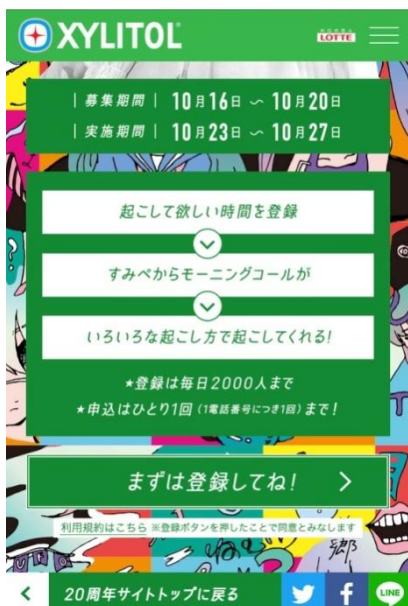 XYLITOL
LOTTE
|募集期間| 10月16日 〜 10月20日
|実施期間| 10月23日 〜 10月27日
起こして欲しい時間を登録
すみぺからモーニングコールが
いろいろな起こし方で起こしてくれる!
★登録は毎日2000人まで
★申込はひとり1回(1電話番号につき1回)まで!
まずは登録してね!
利用規約はこちら ※登録ボタンを押したことで同意とみなします
20周年サイトトップに戻る
LINE